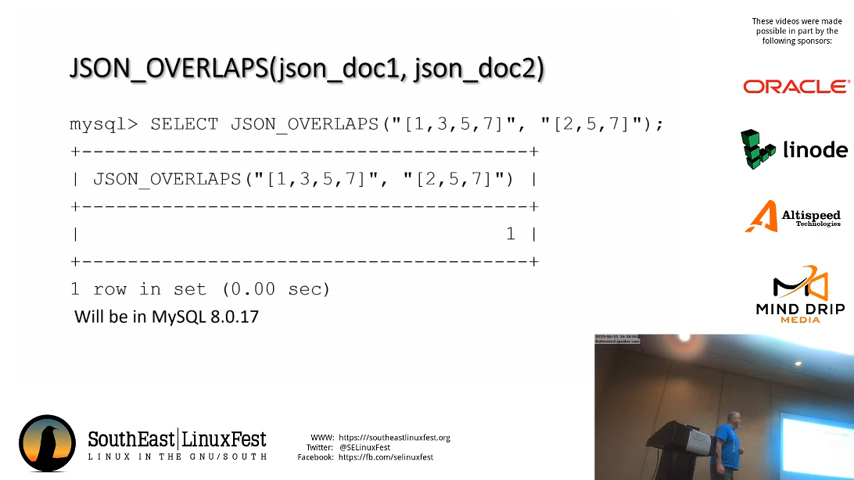 JSON_OVERLAPS(json_doc1, json_doc2)
mysql> SELECT JSON_OVERLAPS("[1,3,5,7]", "[2,5,7]");
+---------------------------------------+
| JSON_OVERLAPS("[1,3,5,7]", "[2,5,7]") |
+---------------------------------------+
| 1 |
+---------------------------------------+
1 row in set (0.00 sec)
Will be in MySQL 8.0.17
These videos were made
possible in part by the
following sponsors:
ORACLE
linode
Altispeed
Technologies
MIND DRIP
MEDIA
SouthEast|LinuxFest
LINUX IN THE GNU/SOUTH
WWW: https://southeastlinuxfest.org
Twitter: @SELinuxFest
Facebook: https://fb.com/selinuxfest